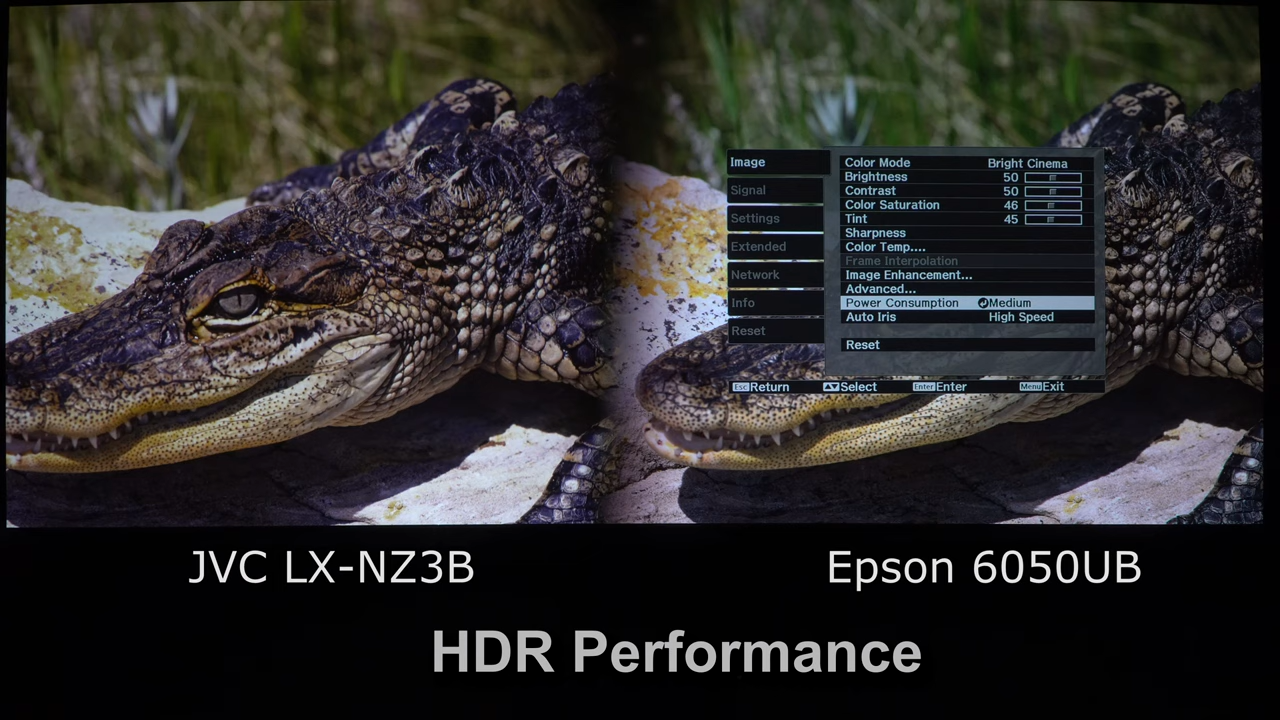 Image
Signal
Settings
Extended
Network
Info
Reset
Color Mode Bright Cinema
Brightness 50
Contrast 50
Color Saturation 46
Tint 45
Sharpness
Color Temp....
Frame Interpolation
Image Enhancement...
Advanced...
Power Consumption Medium
Auto Iris High Speed
Reset
Esc Return Select Enter Enter Menu Exit
JVC LX-NZ3B Epson 6050UB
HDR Performance